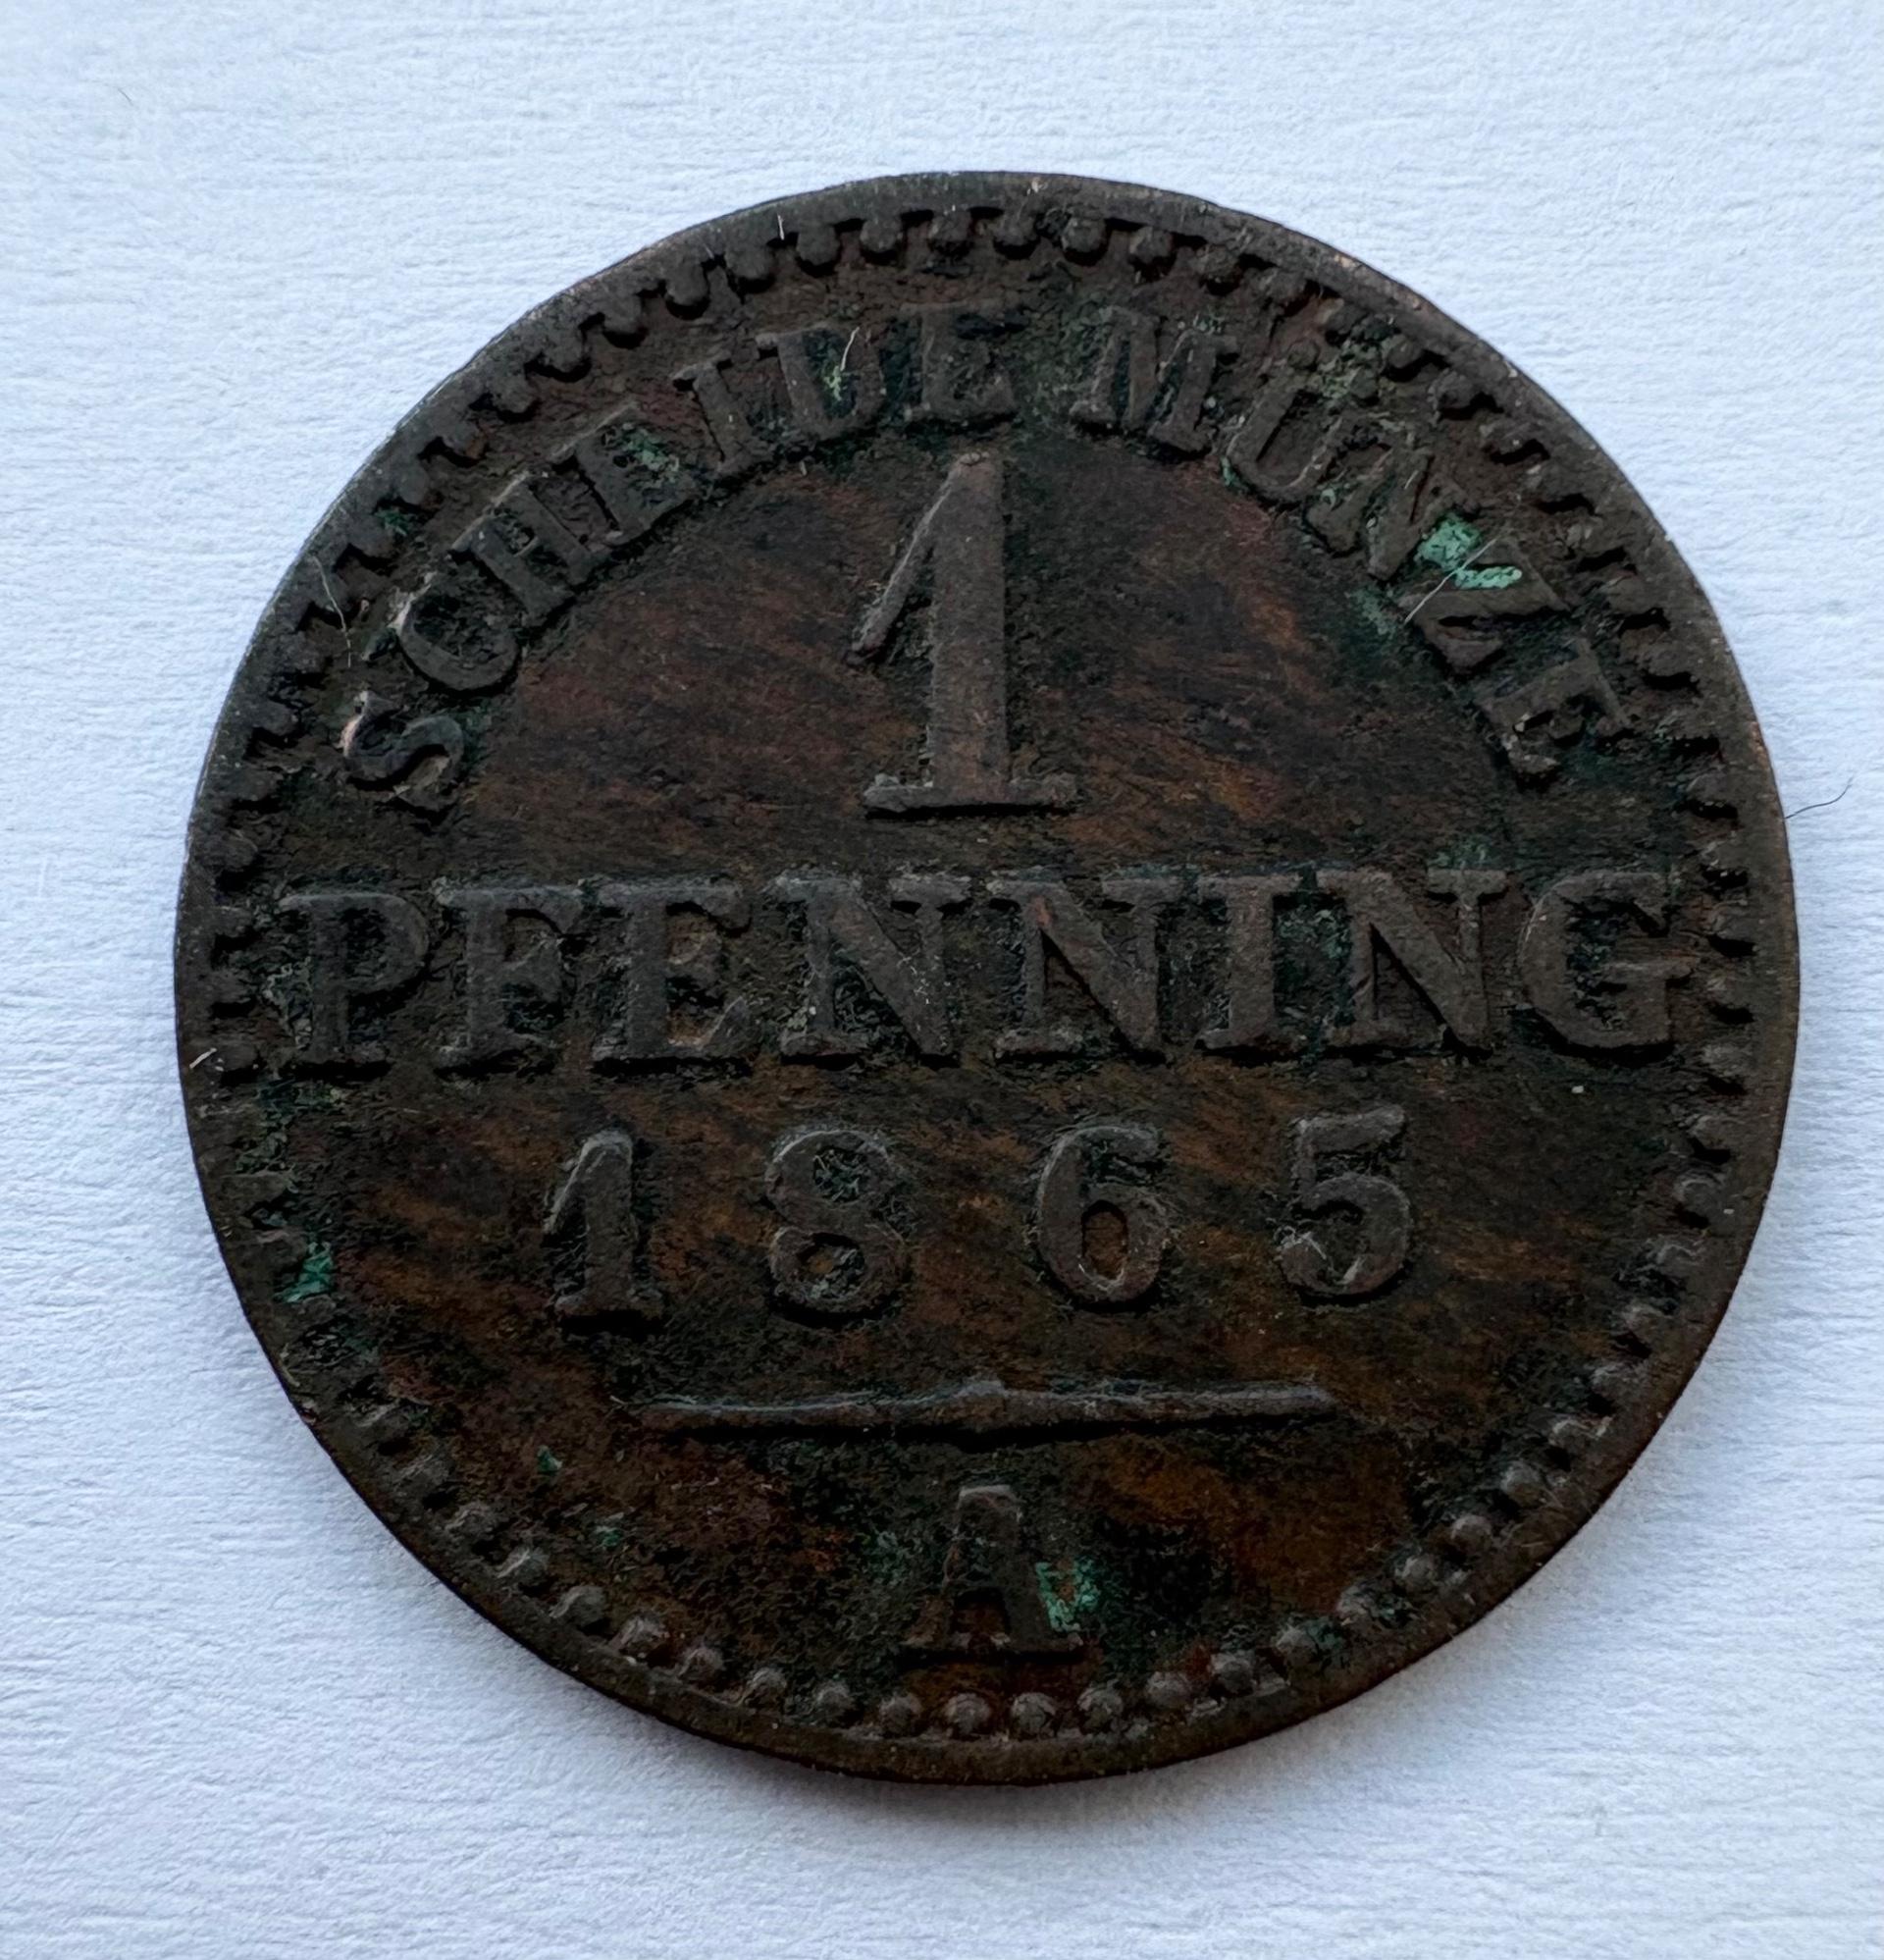 SCHEIDE MÜNZE
1
PFENNING
1865
A